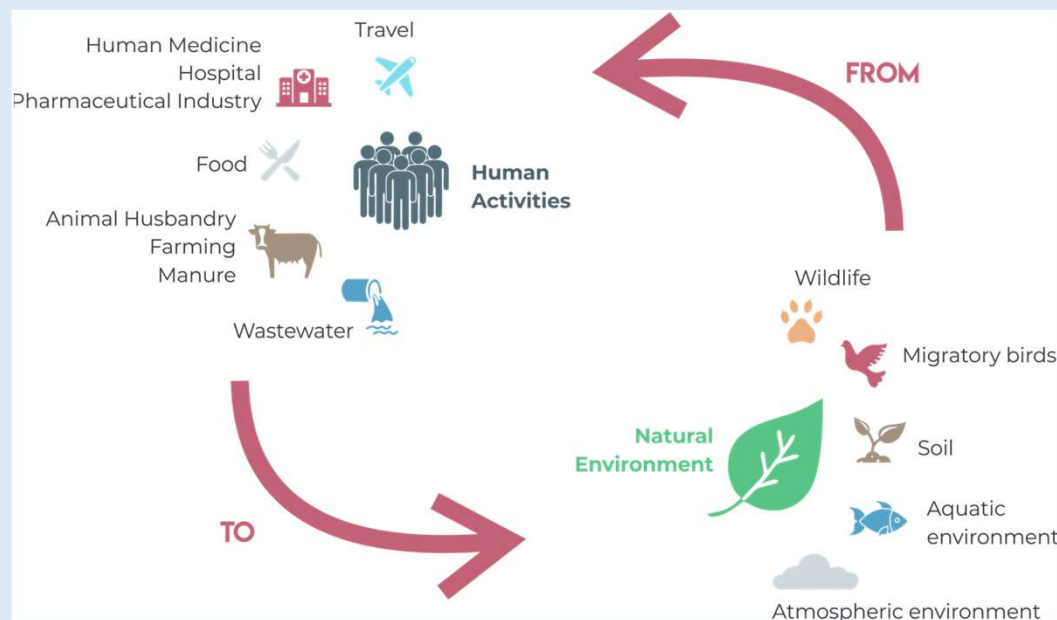 Travel
Human Medicine
Hospital
Pharmaceutical Industry
Food
Human
Activities
Animal Husbandry
Farming
Manure
Wastewater
TO
FROM
Wildlife
Migratory birds
Natural
Environment
Soil
Aquatic
environment
Atmospheric environment